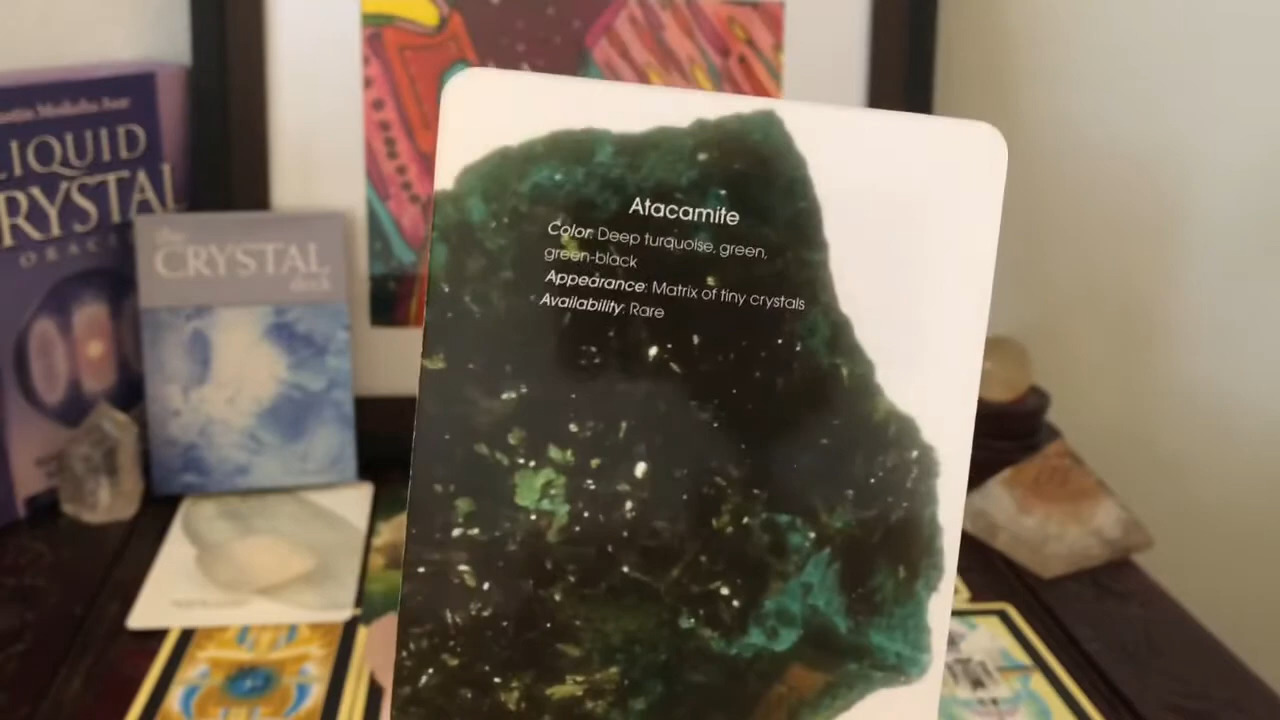 LIQUID
CRYSTAL
ORACLE
the
CRYSTAL
deck
Atacamite
Color: Deep turquoise, green,
green-black
Appearance: Matrix of tiny crystals
Availability: Rare